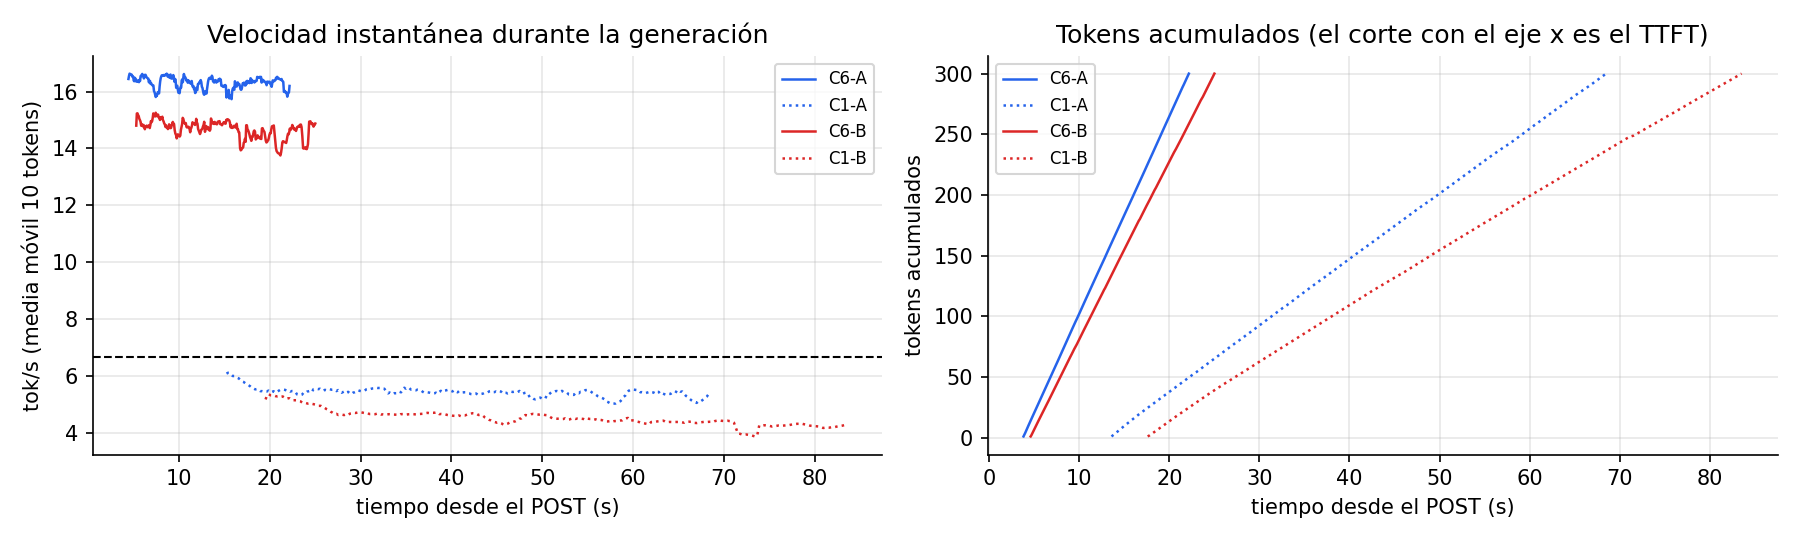 Velocidad instantánea durante la generación
tok/s (media móvil 10 tokens)
16
14
12
10
8
6
4
C6-A
C1-A
C6-B
C1-B
10 20 30 40 50 60 70 80
tiempo desde el POST (s)
Tokens acumulados (el corte con el eje x es el TTFT)
tokens acumulados
300
250
200
150
100
50
0
C6-A
C1-A
C6-B
C1-B
0 10 20 30 40 50 60 70 80
tiempo desde el POST (s)